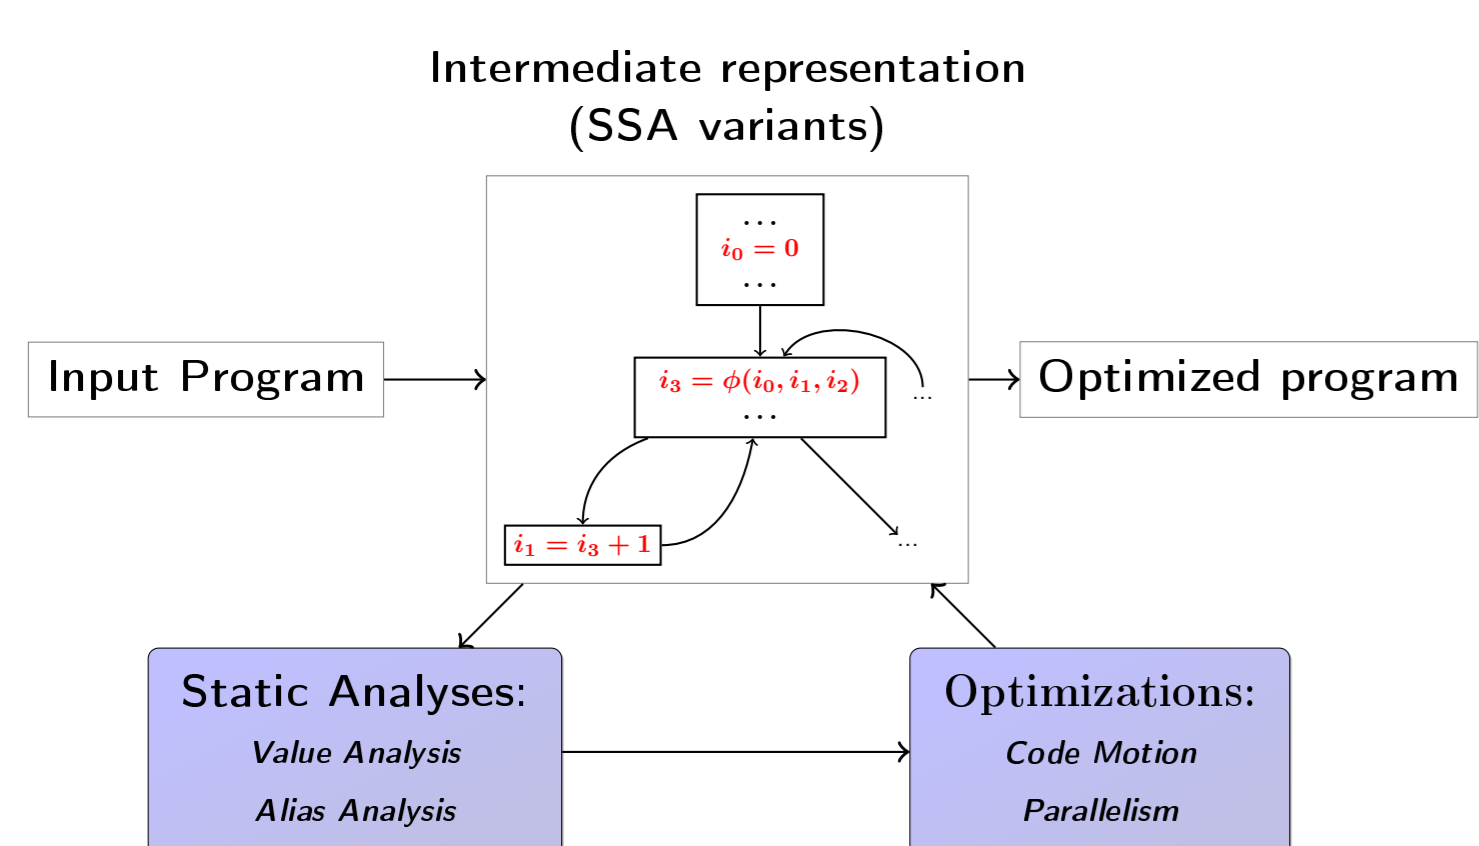 Intermediate representation
(SSA variants)
...
i₀ = 0
...
Input Program
i₃ = ϕ(i₀, i₁, i₂)
...
...
Optimized program
i₁ = i₃ + 1
...
Static Analyses:
Value Analysis
Alias Analysis
Optimizations:
Code Motion
Parallelism